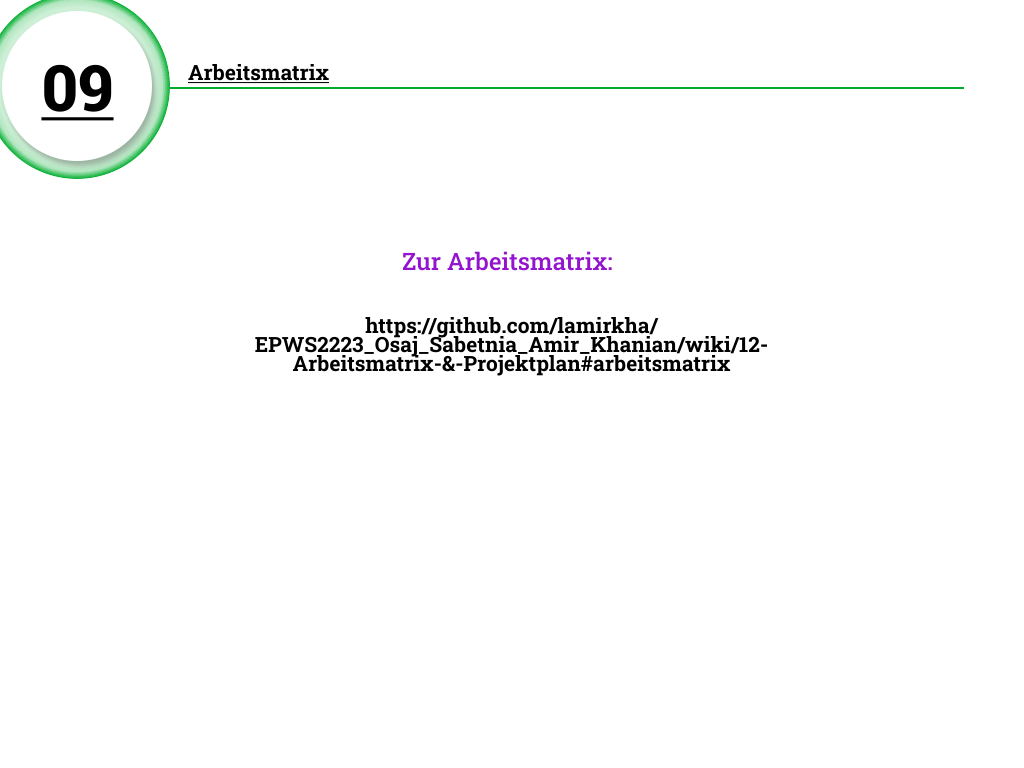 09
Arbeitsmatrix
Zur Arbeitsmatrix:
https://github.com/lamirkha/
EPWS2223_Osaj_Sabetnia_Amir_Khanian/wiki/12-
Arbeitsmatrix-&-Projektplan#arbeitsmatrix